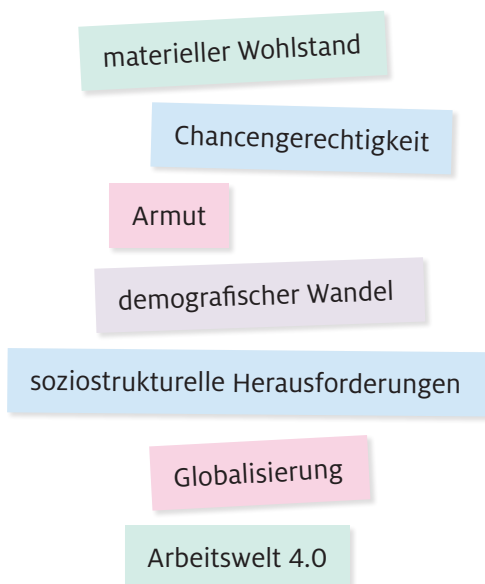 materieller Wohlstand
Chancengerechtigkeit
Armut
demografischer Wandel
soziostrukturelle Herausforderungen
Globalisierung
Arbeitswelt 4.0